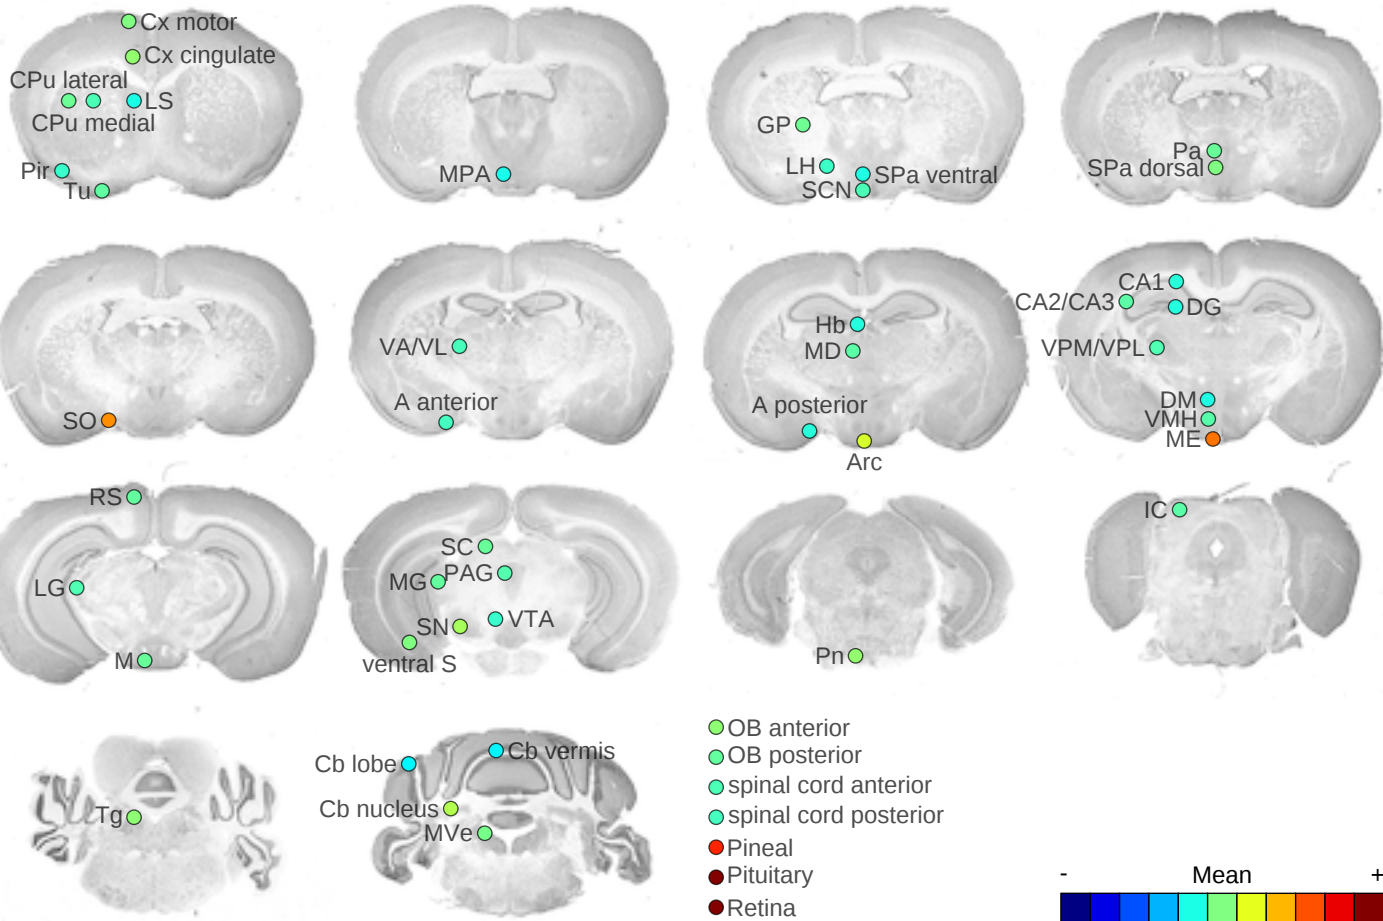 Cx motor
Cx cingulate
CPu lateral
LS
CPu medial
Pir
Tu
MPA
GP
LH
SPa ventral
SCN
Pa
SPa dorsal
SO
VA/VL
A anterior
Hb
MD
A posterior
Arc
CA1
CA2/CA3
DG
VPM/VPL
DM
VMH
ME
RS
LG
M
SC
MG
PAG
SN
VTA
ventral S
Pn
IC
Tg
Cb lobe
Cb vermis
Cb nucleus
MVe
OB anterior
OB posterior
spinal cord anterior
spinal cord posterior
Pineal
Pituitary
Retina
- Mean +